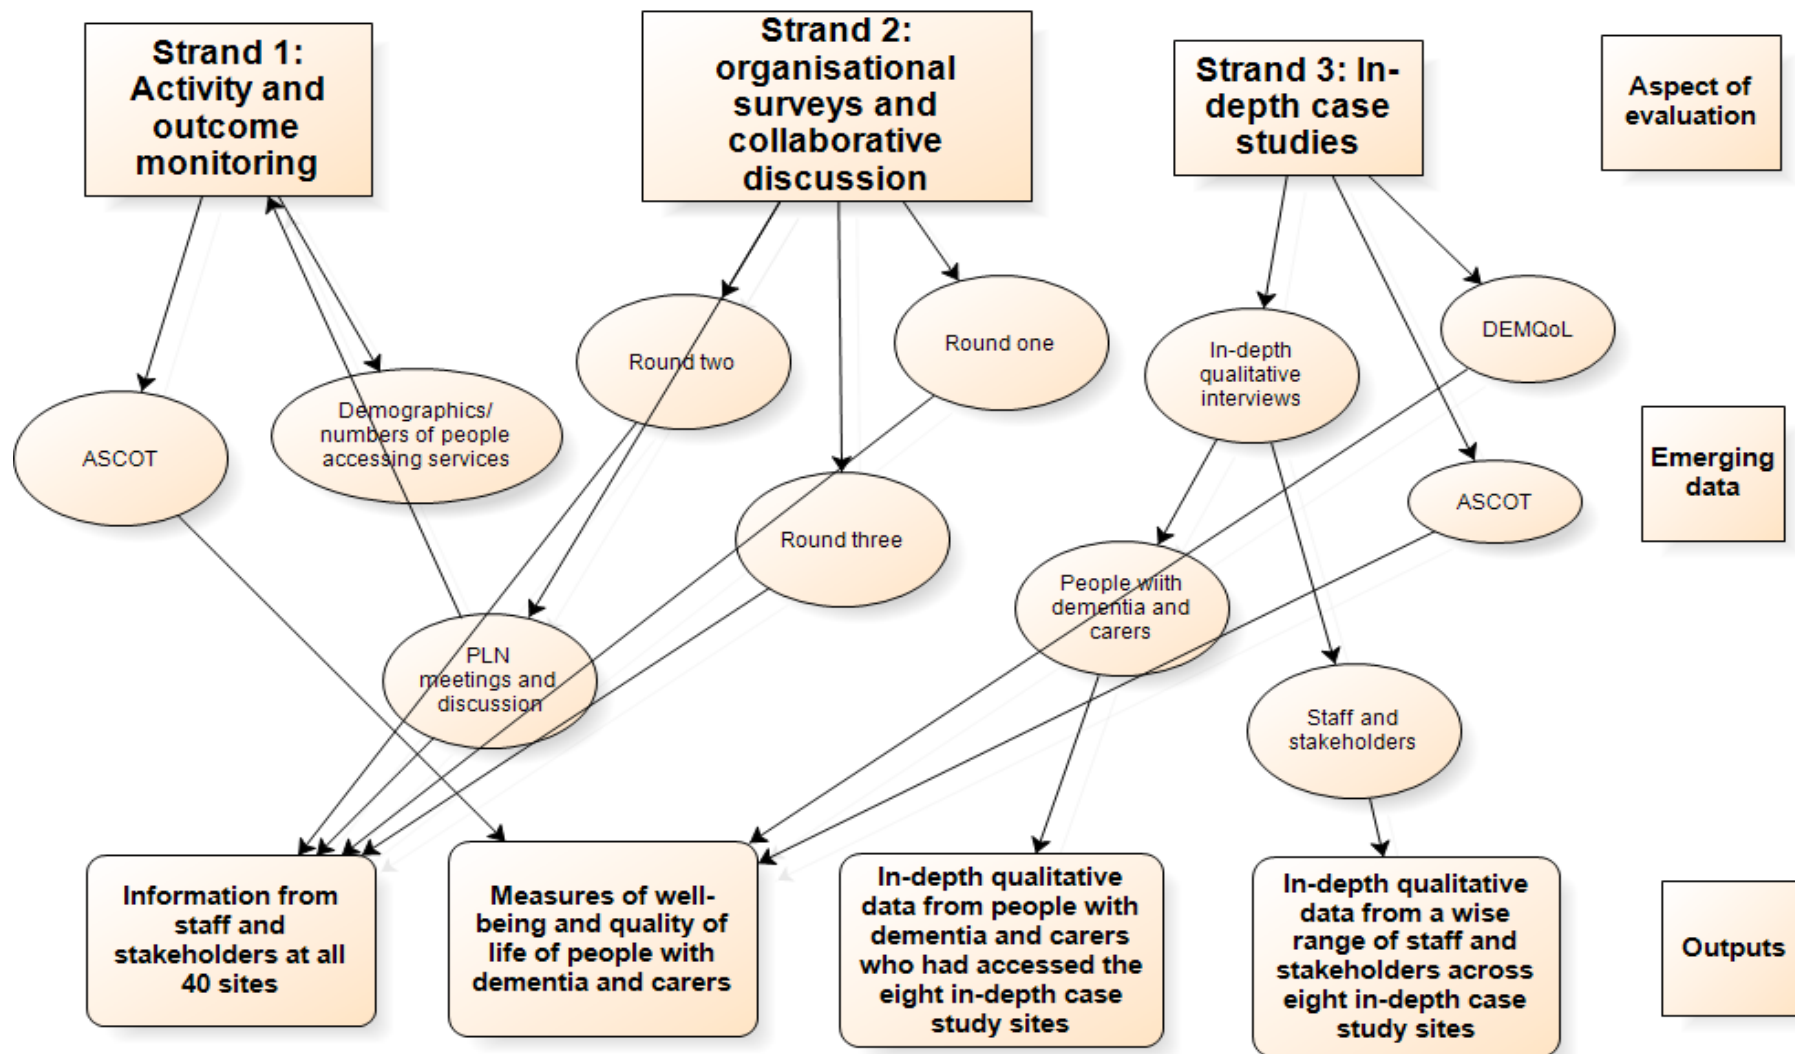 Strand 1:
Activity and
outcome
monitoring
Strand 2:
organisational
surveys and
collaborative
discussion
Strand 3: In-
depth case
studies
Aspect of
evaluation
ASCOT
Demographics/
numbers of people
accessing services
Round two
Round one
In-depth
qualitative
interviews
DEMQoL
Emerging
data
Round three
ASCOT
People wiith
dementia and
carers
PLN
meetings and
discussion
Staff and
stakeholders
Information from
staff and
stakeholders at all
40 sites
Measures of well-
being and quality of
life of people with
dementia and carers
In-depth qualitative
data from people with
dementia and carers
who had accessed the
eight in-depth case
study sites
In-depth qualitative
data from a wise
range of staff and
stakeholders across
eight in-depth case
study sites
Outputs